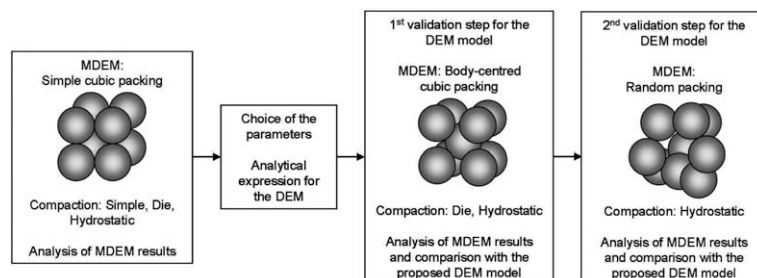 MDEM:
Simple cubic packing
Compaction: Simple, Die,
Hydrostatic
Analysis of MDEM results
Choice of the
parameters
Analytical
expression for
the DEM
1st validation step for the
DEM model
MDEM: Body-centred
cubic packing
Compaction: Die, Hydrostatic
Analysis of MDEM results
and comparison with the
proposed DEM model
2nd validation step for the
DEM model
MDEM:
Random packing
Compaction: Hydrostatic
Analysis of MDEM results
and comparison with the
proposed DEM model